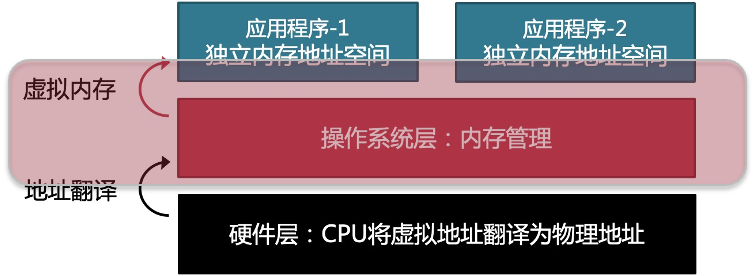 应用程序-1
独立内存地址空间
应用程序-2
独立内存地址空间
虚拟内存
操作系统层：内存管理
地址翻译
硬件层：CPU将虚拟地址翻译为物理地址